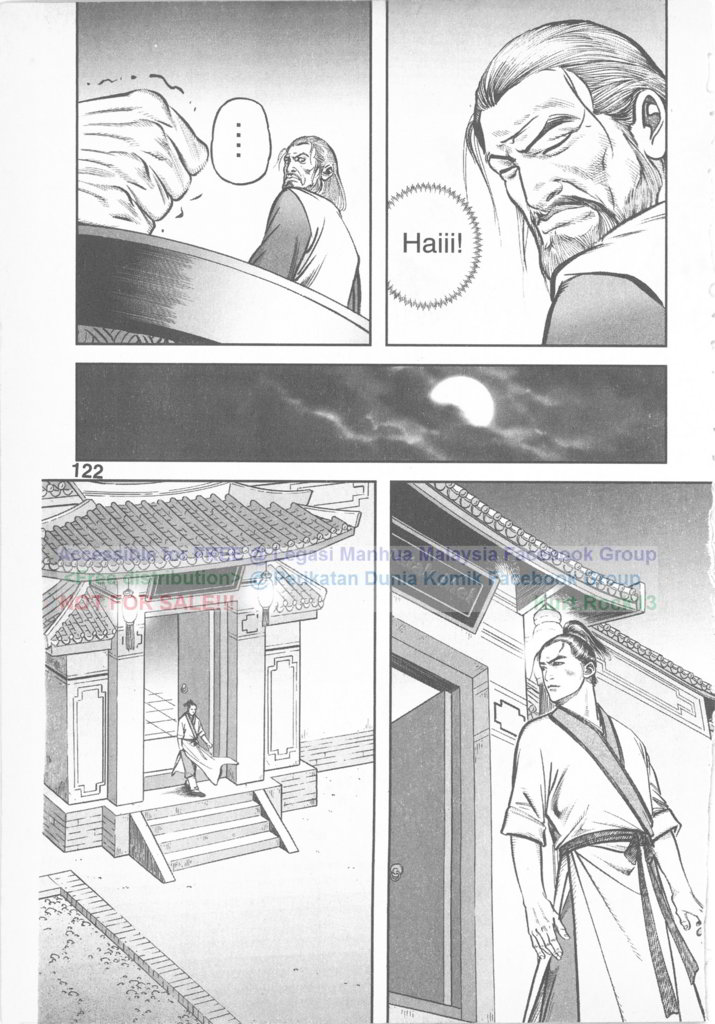 ...
Haiii!
122
Accessible for FREE @ Legasi Manhua Malaysia Facebook Group
<Free distribution> @ Perikatan Dunia Komik Facebook Group
NOT FOR SALE!!!